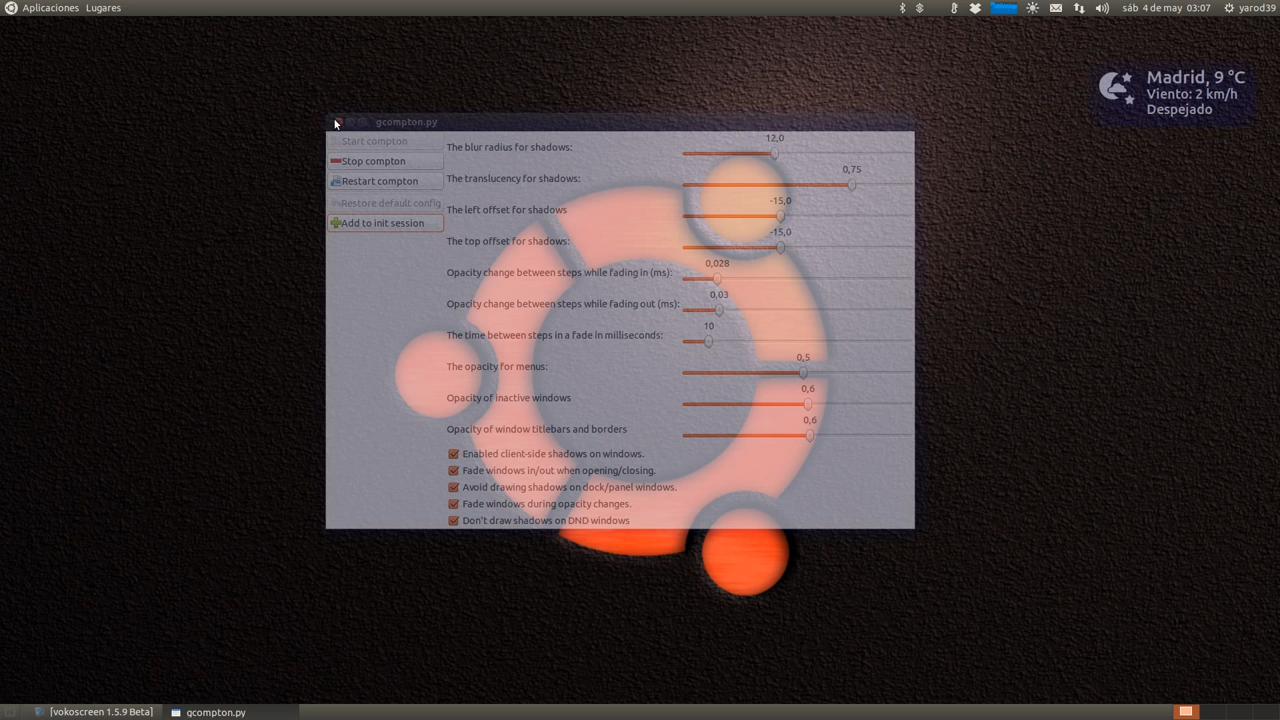 Aplicaciones Lugares
sáb 4 de may 03:07 yarod39
Madrid, 9 °C
Viento: 2 km/h
Despejado
gcompton.py
Start compton
Stop compton
Restart compton
Restore default config
Add to init session
The blur radius for shadows: 12,0
The translucency for shadows: 0,75
The left offset for shadows -15,0
The top offset for shadows: -15,0
Opacity change between steps while fading in (ms): 0,028
Opacity change between steps while fading out (ms): 0,03
The time between steps in a fade in milliseconds: 10
The opacity for menus: 0,5
Opacity of inactive windows 0,6
Opacity of window titlebars and borders 0,6
Enabled client-side shadows on windows.
Fade windows in/out when opening/closing.
Avoid drawing shadows on dock/panel windows.
Fade windows during opacity changes.
Don't draw shadows on DND windows
[vokoscreen 1.5.9 Beta] gcompton.py